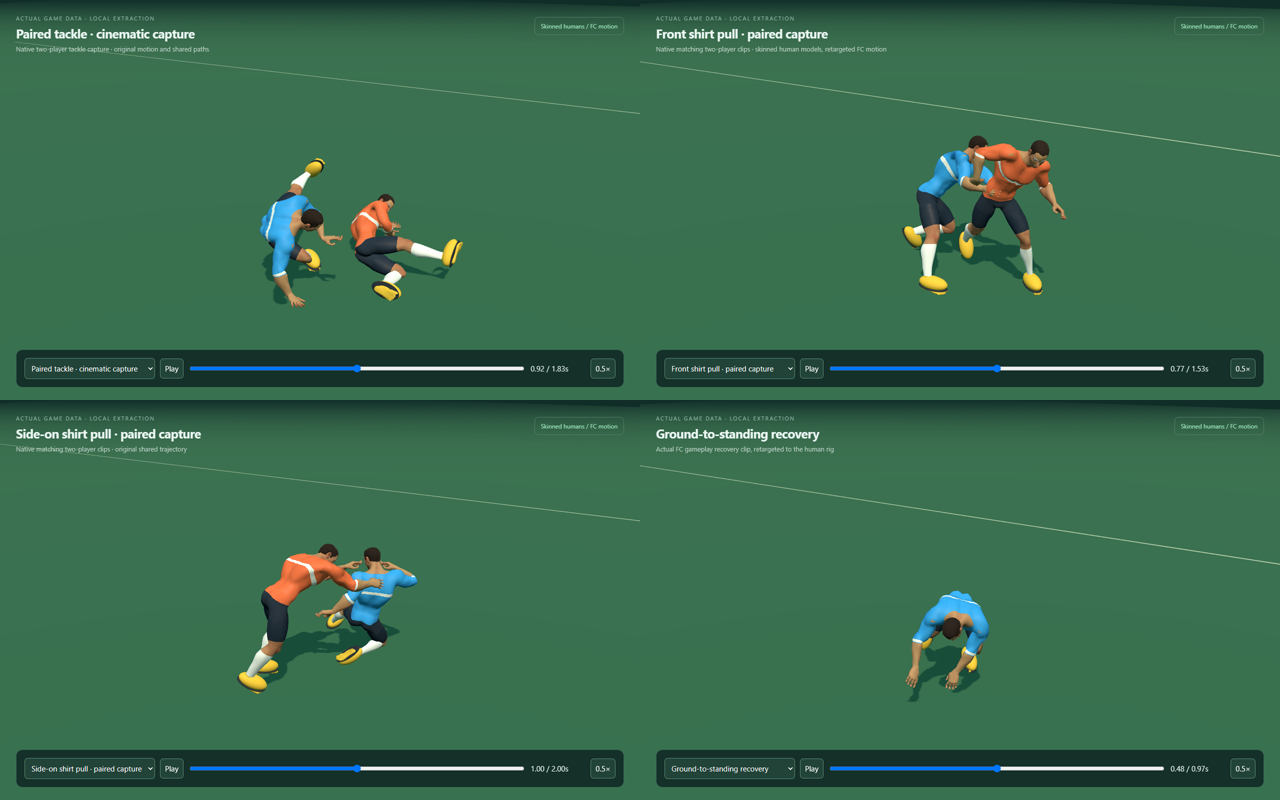 ACTUAL GAME DATA - LOCAL EXTRACTION
Paired tackle · cinematic capture
Native two-player tackle capture · original motion and shared paths
Skinned humans / FC motion
Paired tackle · cinematic capture
Play
0.92 / 1.83s
0.5×
ACTUAL GAME DATA - LOCAL EXTRACTION
Front shirt pull · paired capture
Native matching two-player clips · skinned human models, retargeted FC motion
Skinned humans / FC motion
Front shirt pull · paired capture
Play
0.77 / 1.53s
0.5×
ACTUAL GAME DATA - LOCAL EXTRACTION
Side-on shirt pull · paired capture
Native matching two-player clips · original shared trajectory
Skinned humans / FC motion
Side-on shirt pull · paired capture
Play
1.00 / 2.00s
0.5×
ACTUAL GAME DATA - LOCAL EXTRACTION
Ground-to-standing recovery
Actual FC gameplay recovery clip, retargeted to the human rig
Skinned humans / FC motion
Ground-to-standing recovery
Play
0.48 / 0.97s
0.5×